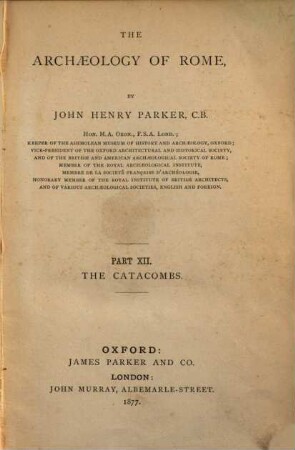 THE
ARCHÆOLOGY OF ROME,
BY
JOHN HENRY PARKER, C.B.
HON. M.A. OXON., F.S.A. LOND.;
KEEPER OF THE ASHMOLEAN MUSEUM OF HISTORY AND ARCHÆOLOGY, OXFORD;
VICE-PRESIDENT OF THE OXFORD ARCHITECTURAL AND HISTORICAL SOCIETY,
AND OF THE BRITISH AND AMERICAN ARCHÆOLOGICAL SOCIETY OF ROME;
MEMBER OF THE ROYAL ARCHÆOLOGICAL INSTITUTE,
MEMBRE DE LA SOCIÉTÉ FRANÇOISE D'ARCHÉOLOGIE,
HONORARY MEMBER OF THE ROYAL INSTITUTE OF BRITISH ARCHITECTS,
AND OF VARIOUS ARCHÆOLOGICAL SOCIETIES, ENGLISH AND FOREIGN.
PART XII.
THE CATACOMBS.
OXFORD:
JAMES PARKER AND CO.
LONDON:
JOHN MURRAY, ALBEMARLE-STREET.
1877.